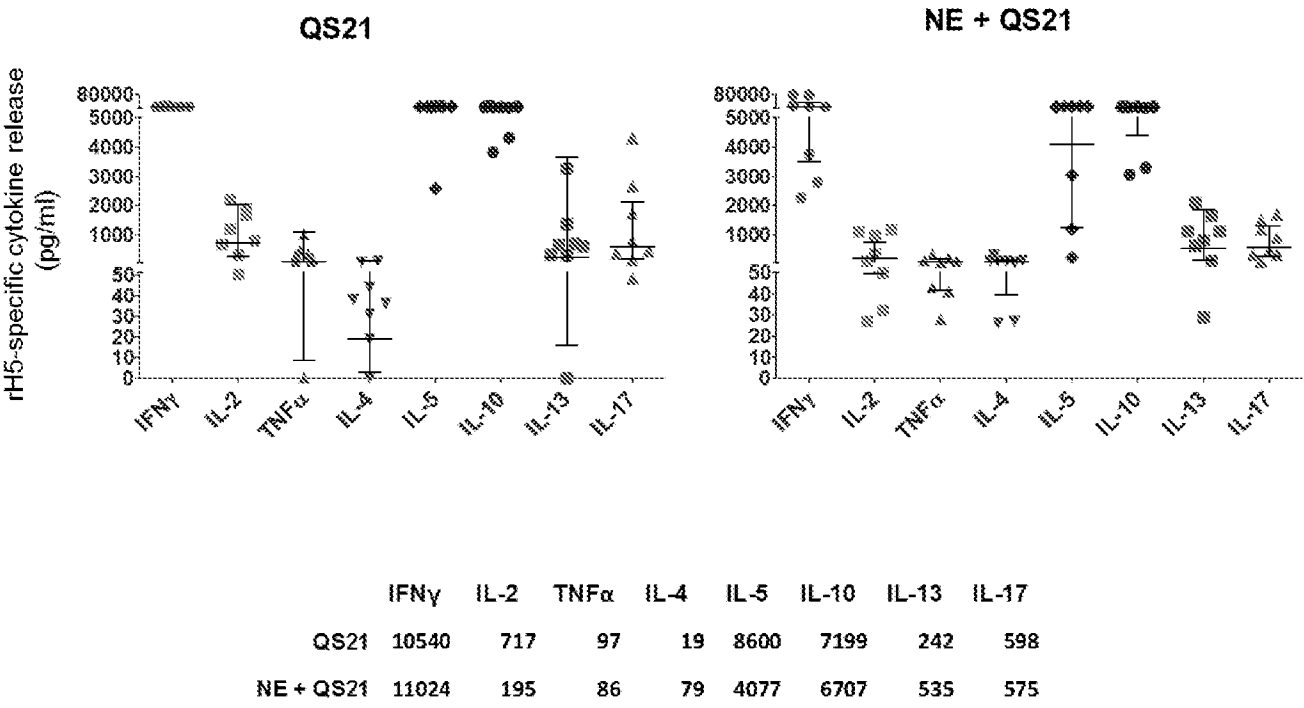 QS21
NE + QS21
rH5-specific cytokine release
(pg/ml)
80000
5000
4000
3000
2000
1000
50
40
30
20
10
0
IFNγ
IL-2
TNFα
IL-4
IL-5
IL-10
IL-13
IL-17
80000
5000
4000
3000
2000
1000
50
40
30
20
10
0
IFNγ
IL-2
TNFα
IL-4
IL-5
IL-10
IL-13
IL-17
IFNγ IL-2 TNFα IL-4 IL-5 IL-10 IL-13 IL-17
QS21 10540 717 97 19 8600 7199 242 598
NE + QS21 11024 195 86 79 4077 6707 535 575